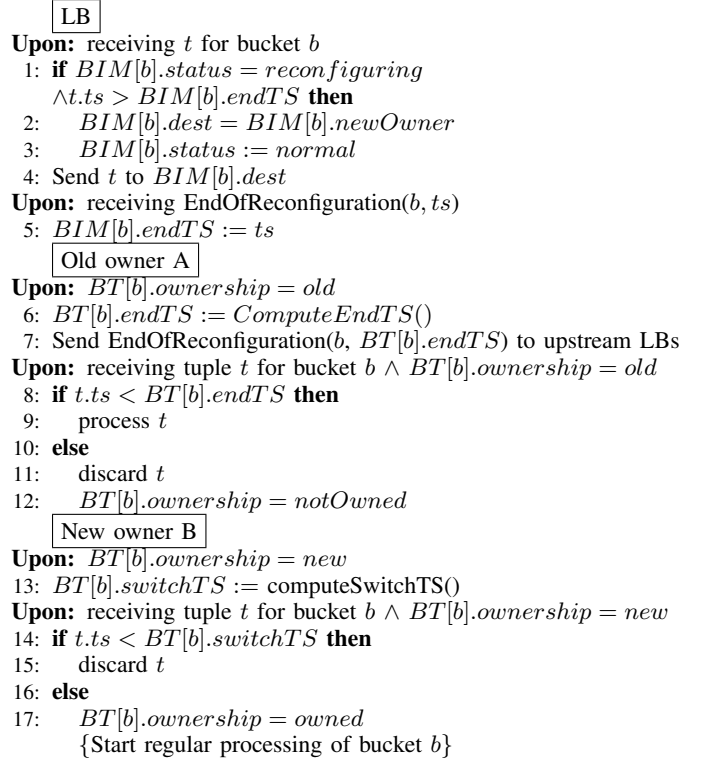 LB
Upon: receiving t for bucket b
1: if BIM[b].status = reconfiguring
∧t.ts > BIM[b].endTS then
2: BIM[b].dest = BIM[b].newOwner
3: BIM[b].status := normal
4: Send t to BIM[b].dest
Upon: receiving EndOfReconfiguration(b, ts)
5: BIM[b].endTS := ts
Old owner A
Upon: BT[b].ownership = old
6: BT[b].endTS := ComputeEndTS()
7: Send EndOfReconfiguration(b, BT[b].endTS) to upstream LBs
Upon: receiving tuple t for bucket b ∧ BT[b].ownership = old
8: if t.ts < BT[b].endTS then
9: process t
10: else
11: discard t
12: BT[b].ownership = notOwned
New owner B
Upon: BT[b].ownership = new
13: BT[b].switchTS := computeSwitchTS()
Upon: receiving tuple t for bucket b ∧ BT[b].ownership = new
14: if t.ts < BT[b].switchTS then
15: discard t
16: else
17: BT[b].ownership = owned
{Start regular processing of bucket b}